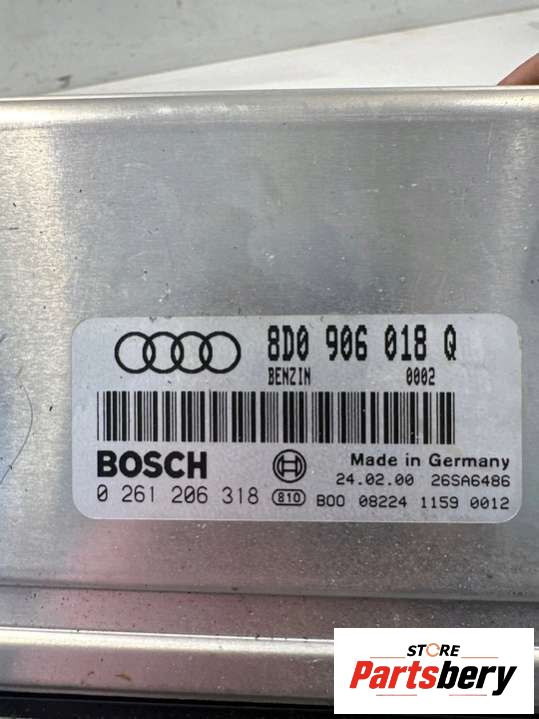 8D0 906 018 Q
BENZIN 0002
BOSCH Made in Germany
24.02.00 26SA6486
0 261 206 318 810 B00 08224 1159 0012
STORE
Partsbery